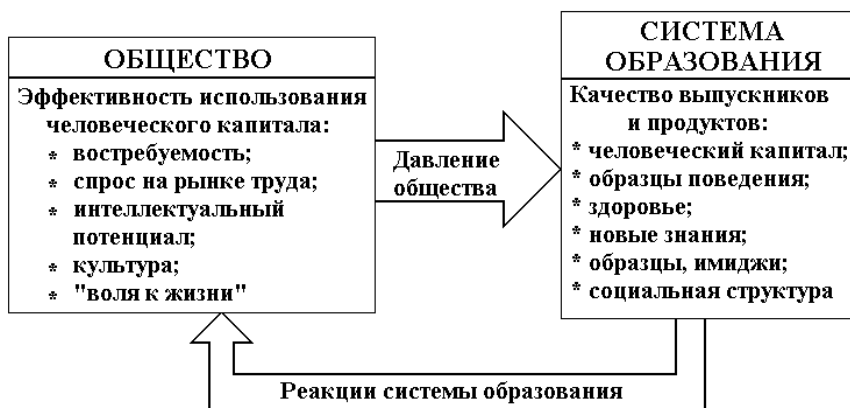 ОБЩЕСТВО
Эффективность использования
человеческого капитала:
* востребуемость;
* спрос на рынке труда;
* интеллектуальный
потенциал;
* культура;
* "воля к жизни"
Давление
общества
СИСТЕМА
ОБРАЗОВАНИЯ
Качество выпускников
и продуктов:
* человеческий капитал;
* образцы поведения;
* здоровье;
* новые знания;
* образцы, имиджи;
* социальная структура
Реакции системы образования